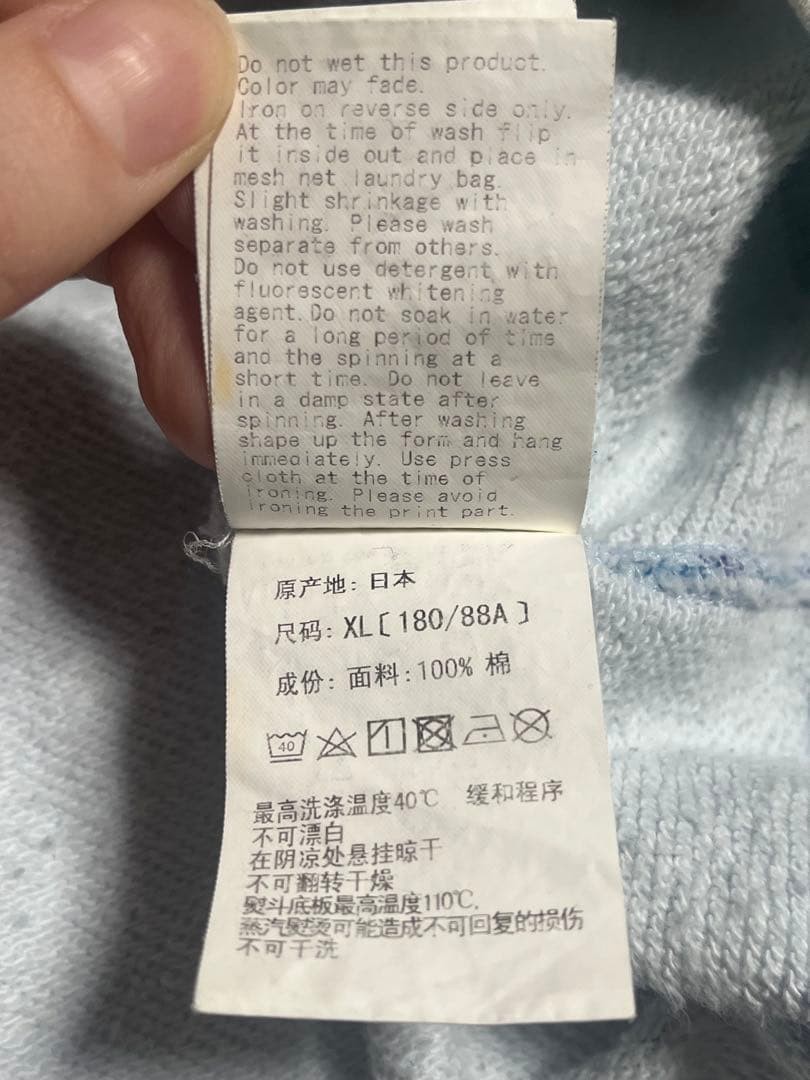 Do not wet this product.
Color may fade.
Iron on reverse side only.
At the time of wash flip
it inside out and place in
mesh net laundry bag.
Slight shrinkage with
washing. Please wash
separate from others.
Do not use detergent with
fluorescent whitening
agent. Do not soak in water
for a long period of time
and the spinning at a
short time. Do not leave
in a damp state after
spinning. After washing
shape up the form and hang
immediately. Use press
cloth at the time of
ironing. Please avoid
ironing the print part.
原产地: 日本
尺码: XL[180/88A]
成份: 面料:100% 棉
40
最高洗涤温度40℃ 缓和程序
不可漂白
在阴凉处悬挂晾干
不可翻转干燥
熨斗底板最高温度110℃.
蒸汽熨烫可能造成不可回复的损伤
不可干洗